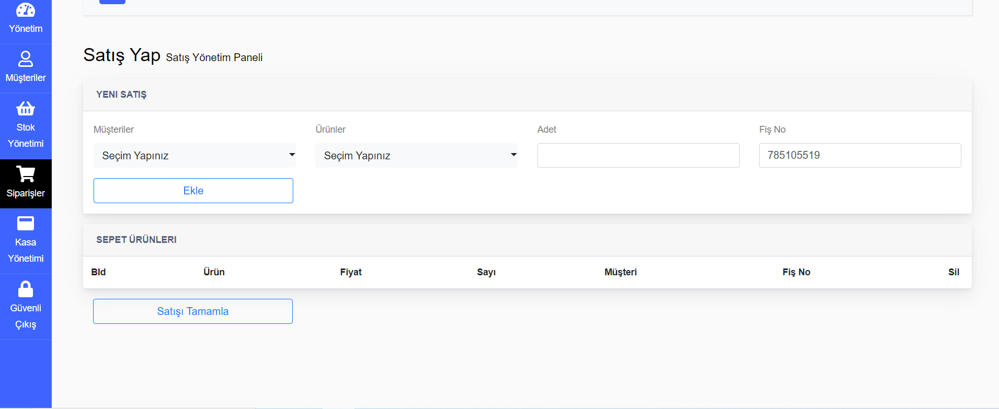 Yönetim
Müşteriler
Stok
Yönetimi
Siparişler
Kasa
Yönetimi
Güvenli
Çıkış
Satış Yap Satış Yönetim Paneli
YENI SATIŞ
Müşteriler Ürünler Adet Fiş No
Seçim Yapınız Seçim Yapınız 785105519
Ekle
SEPET ÜRÜNLERI
BId Ürün Fiyat Sayı Müşteri Fiş No Sil
Satışı Tamamla